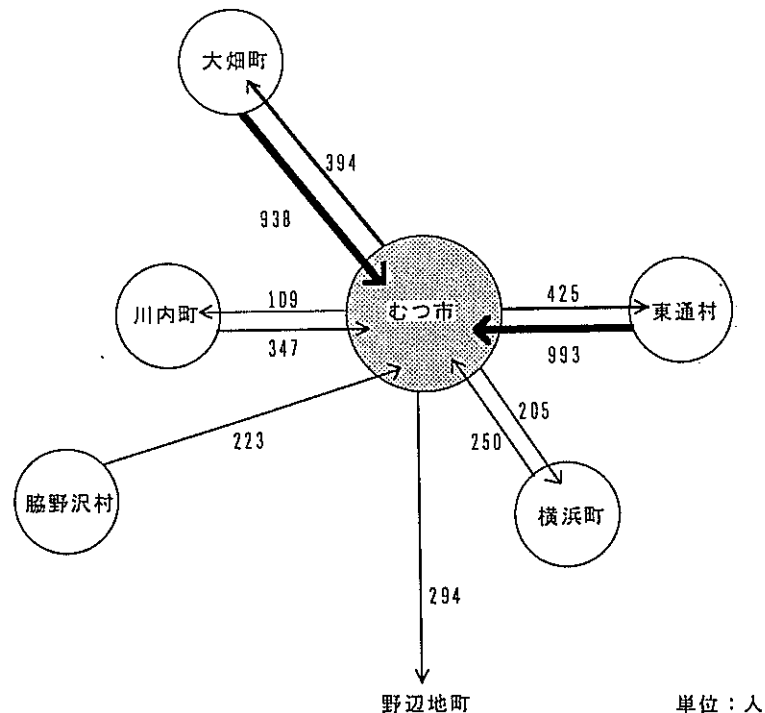 大畑町
394
938
川内町
109
347
むつ市
425
993
東通村
223
205
250
脇野沢村
横浜町
294
野辺地町
単位：人